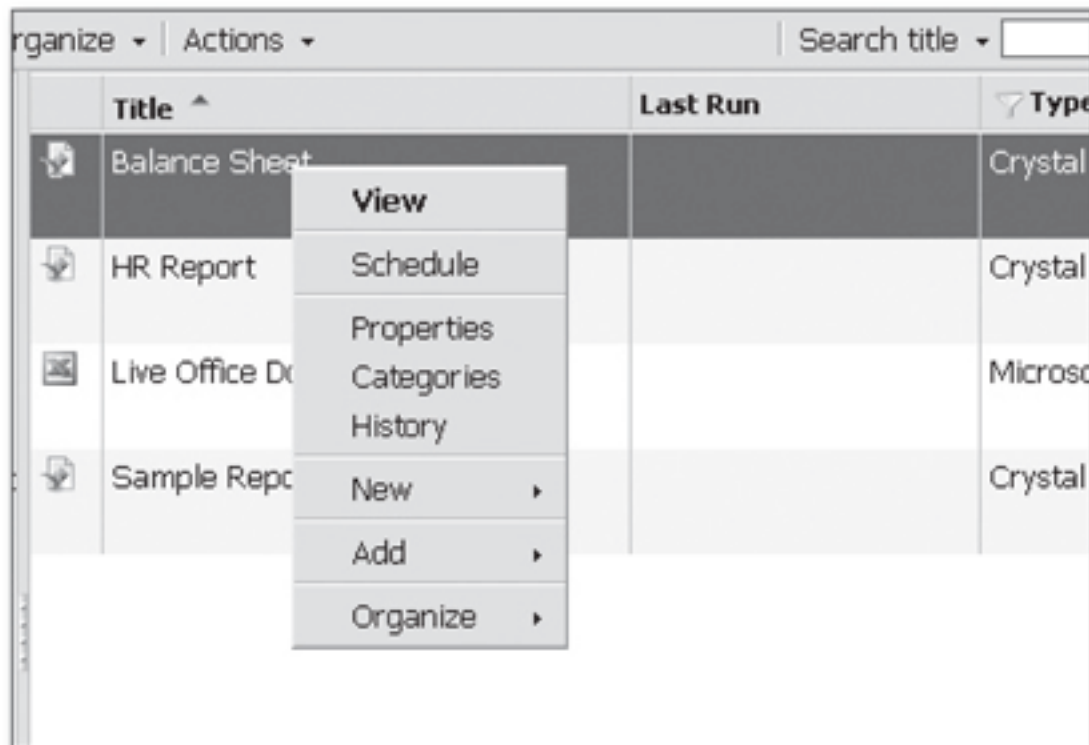 rganize Actions Search title
Title Last Run Type
Balance Sheet Crystal
View
Schedule
HR Report Crystal
Properties
Live Office Do Microso
Categories
History
Sample Repo Crystal
New
Add
Organize